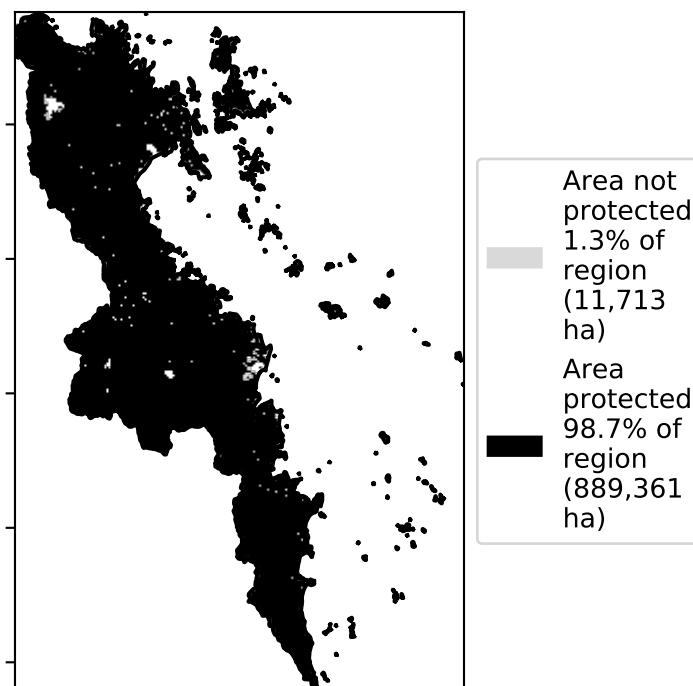 Area not
protected
1.3% of
region
(11,713
ha)
Area
protected
98.7% of
region
(889,361
ha)